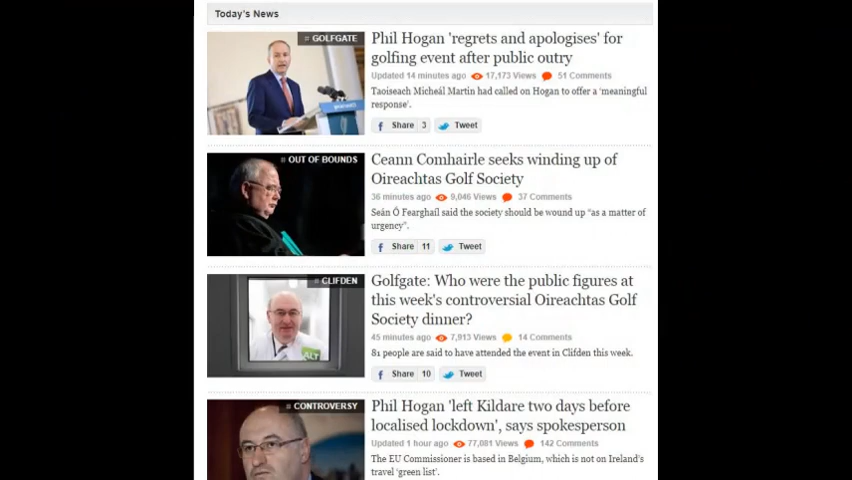 Today's News
# GOLFGATE
Phil Hogan 'regrets and apologises' for
golfing event after public outry
Updated 14 minutes ago 17,173 Views 51 Comments
Taoiseach Micheál Martin had called on Hogan to offer a 'meaningful
response'.
Share 3 Tweet
# OUT OF BOUNDS
Ceann Comhairle seeks winding up of
Oireachtas Golf Society
36 minutes ago 9,046 Views 37 Comments
Seán Ó Fearghaíl said the society should be wound up "as a matter of
urgency".
Share 11 Tweet
# CLIFDEN
Golfgate: Who were the public figures at
this week's controversial Oireachtas Golf
Society dinner?
45 minutes ago 7,913 Views 14 Comments
81 people are said to have attended the event in Clifden this week.
Share 10 Tweet
# CONTROVERSY
Phil Hogan 'left Kildare two days before
localised lockdown', says spokesperson
Updated 1 hour ago 77,081 Views 142 Comments
The EU Commissioner is based in Belgium, which is not on Ireland's
travel 'green list'.